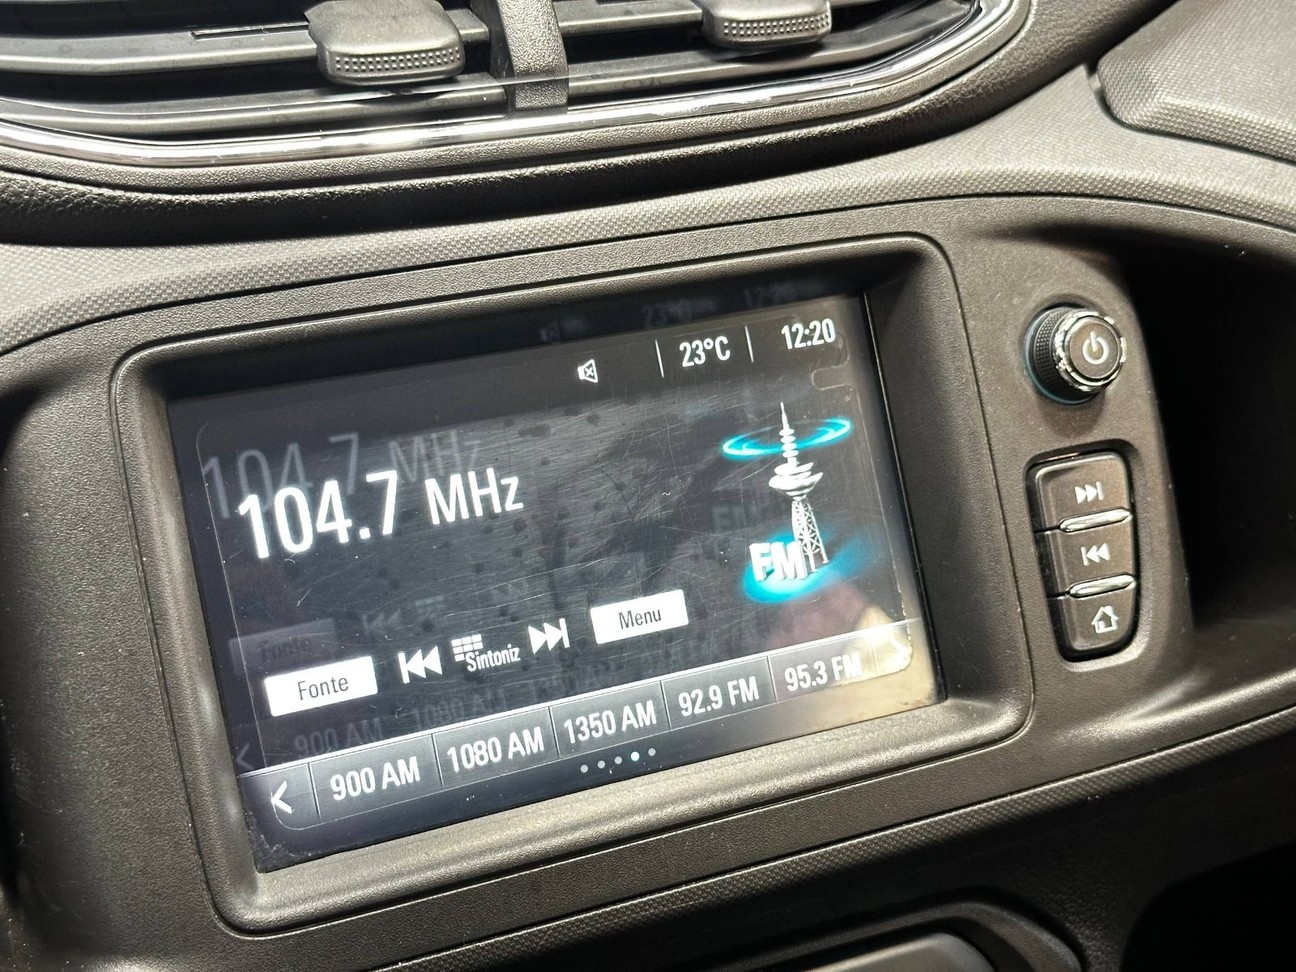 23°C 12:20
104.7 MHz
FM
Fonte Sintoniz Menu
900 AM 1080 AM 1350 AM 92.9 FM 95.3 FM